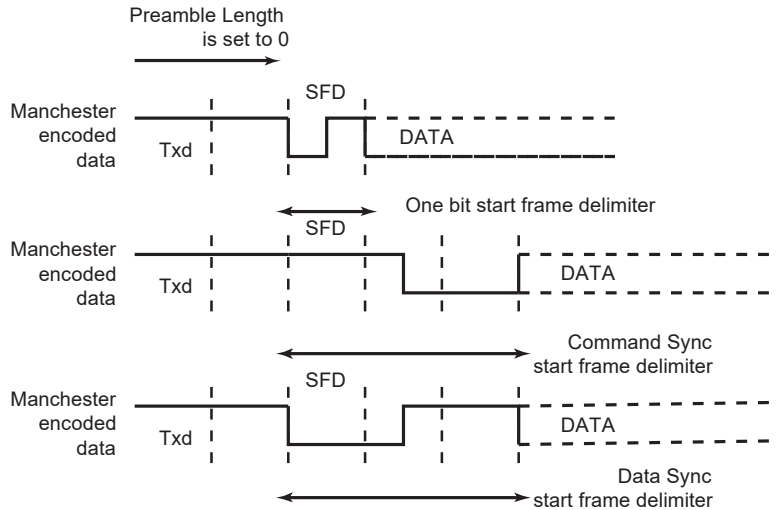 Preamble Length
is set to 0
SFD
Manchester
encoded
data
Txd
DATA
One bit start frame delimiter
SFD
Manchester
encoded
data
Txd
DATA
Command Sync
start frame delimiter
SFD
Manchester
encoded
data
Txd
DATA
Data Sync
start frame delimiter